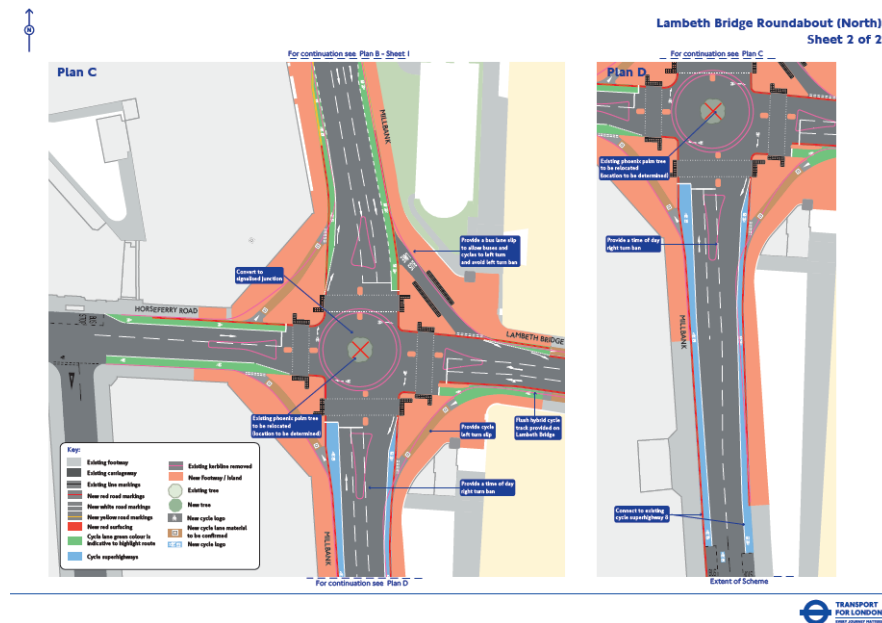 N
Lambeth Bridge Roundabout (North)
Sheet 2 of 2
For continuation see Plan B - Sheet 1
Plan C
MILLBANK
Provide a bus lane slip
to allow buses and
cycles to left turn
and avoid left turn ban
Convert to
signalised junction
HORSEFERRY ROAD
LAMBETH BRIDGE
Existing phoenix palm tree
to be relocated
(location to be determined)
Provide cycle
left turn slip
Flush hybrid cycle
track provided on
Lambeth Bridge
Provide a time of day
right turn ban
MILLBANK
For continuation see Plan D
Key:
Existing footway
Existing carriageway
Existing line markings
New red road markings
New white road markings
New yellow road markings
New red surfacing
Cycle lane green colour is
indicative to highlight route
Cycle superhighways
Existing kerbline removed
New Footway / Island
Existing tree
New tree
New cycle logo
New cycle lane material
to be confirmed
New cycle logo
For continuation see Plan C
Plan D
Existing phoenix palm tree
to be relocated
(location to be determined)
Provide a time of day
right turn ban
MILLBANK
Connect to existing
cycle superhighway 8
Extent of Scheme
TRANSPORT
FOR LONDON
EVERY JOURNEY MATTERS